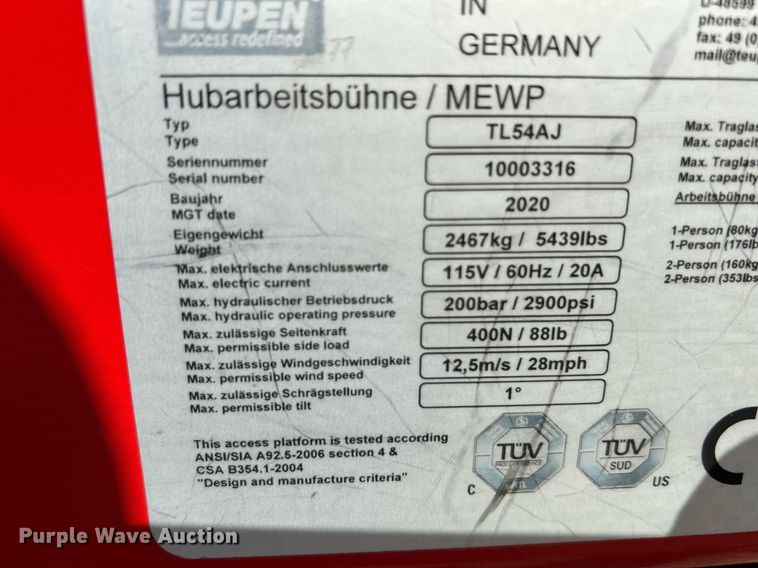 TEUPEN
...access redefined
IN
GERMANY
phone: 4
fax: 49 (0
mail@teup
Hubarbeitsbühne / MEWP
Typ
Type
TL54AJ
Seriennummer
Serial number
10003316
Baujahr
MGT date
2020
Eigengewicht
Weight
2467kg / 5439lbs
Max. elektrische Anschlusswerte
Max. electric current
115V / 60Hz / 20A
Max. hydraulischer Betriebsdruck
Max. hydraulic operating pressure
200bar / 2900psi
Max. zulässige Seitenkraft
Max. permissible side load
400N / 88lb
Max. zulässige Windgeschwindigkeit
Max. permissible wind speed
12,5m/s / 28mph
Max. zulässige Schrägstellung
Max. permissible tilt
1°
Max. Traglas
Max. capacit
Max. Traglast
Max. capacity
Arbeitsbühne
1-Person (80kg
1-Person (176lb
2-Person (160kg
2-Person (353lbs
This access platform is tested according
ANSI/SIA A92.5-2006 section 4 &
CSA B354.1-2004
"Design and manufacture criteria"
C
TÜV
TÜV
SUD
US
Purple Wave Auction